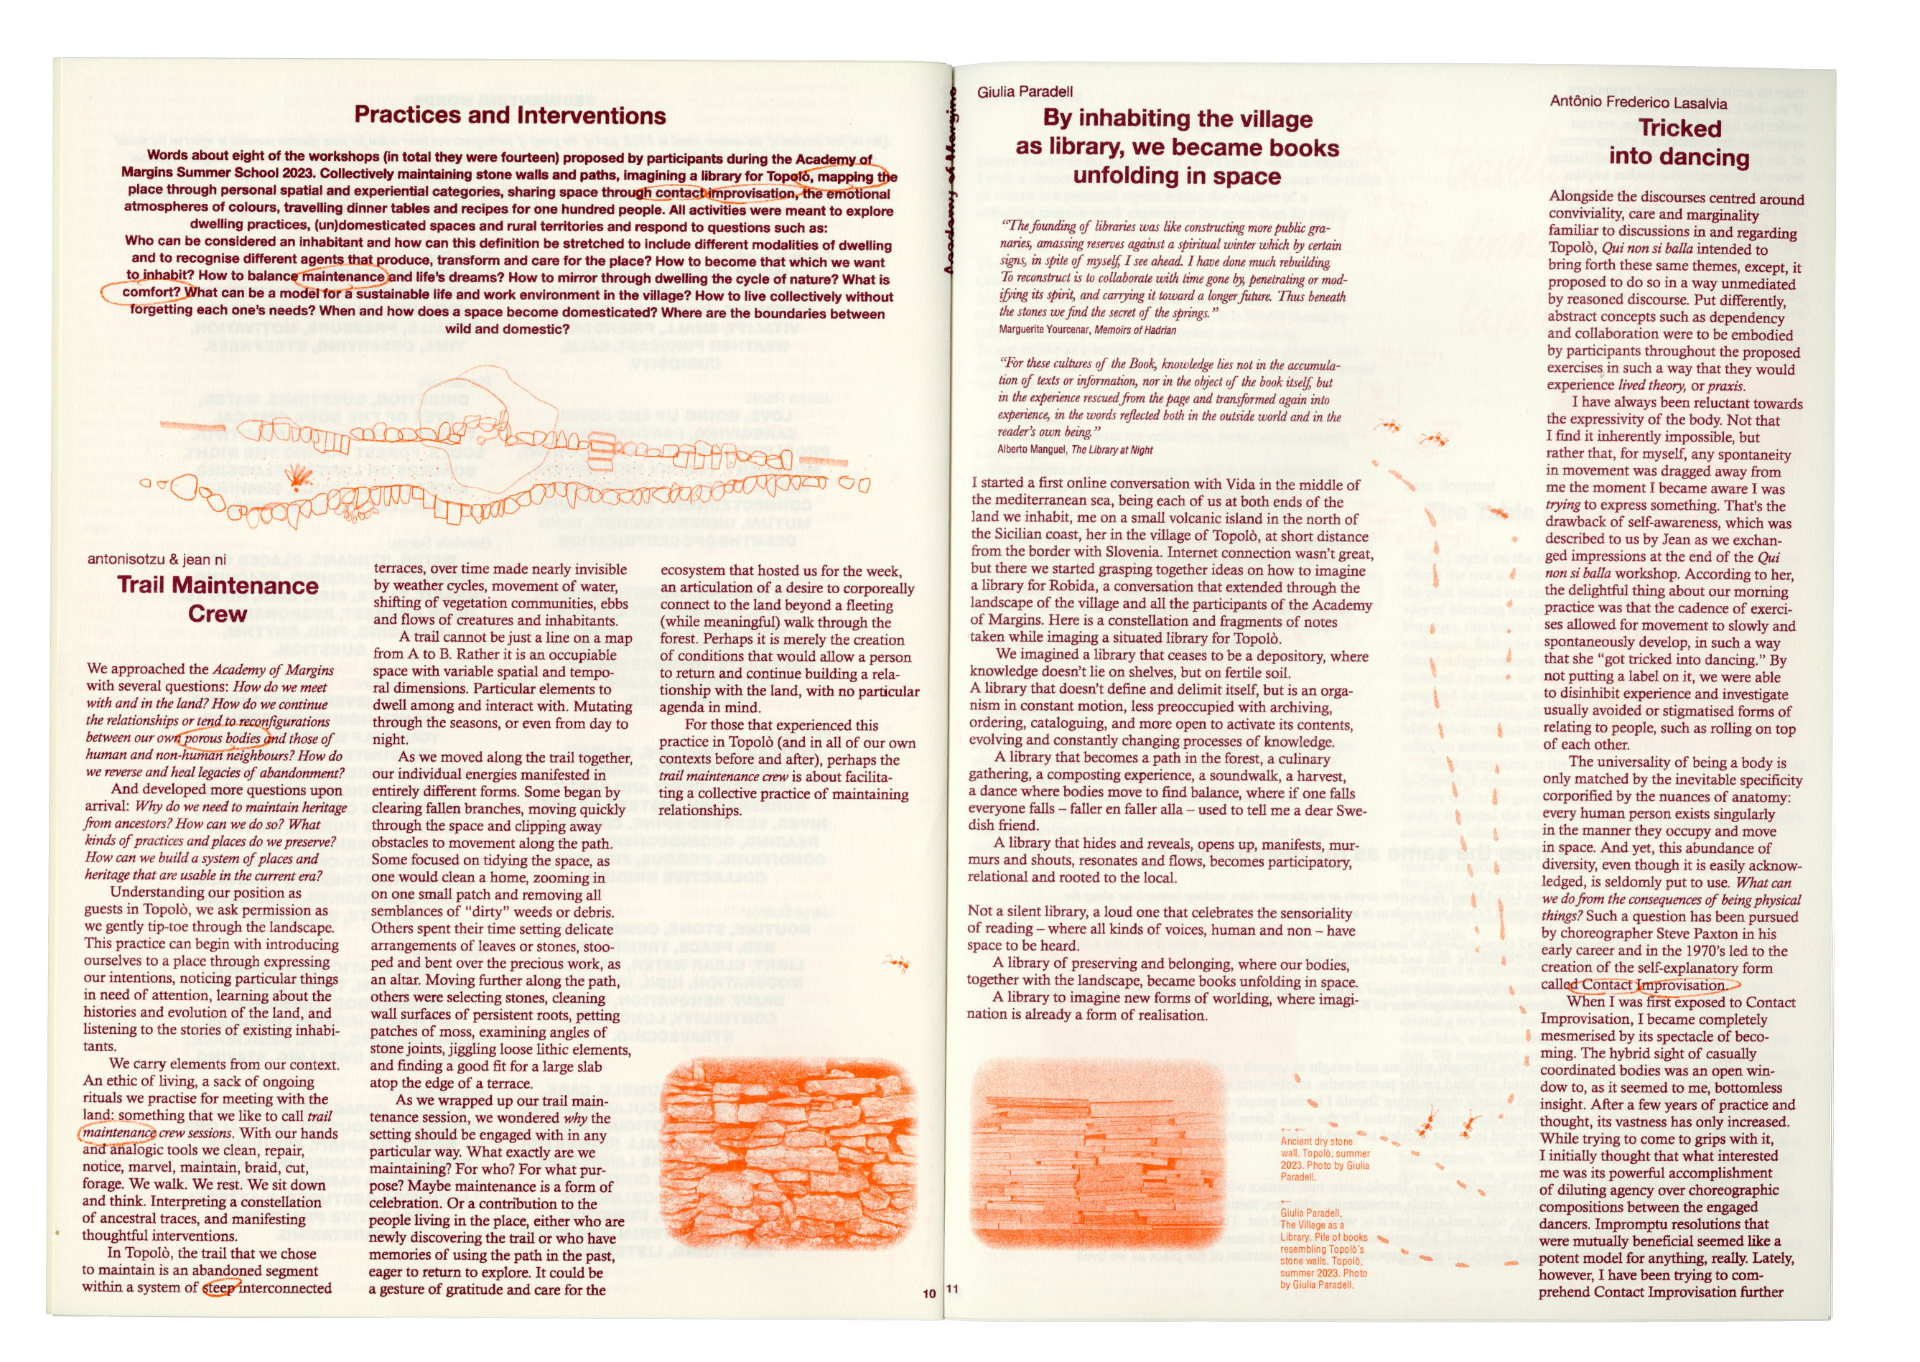 Practices and Interventions
Words about eight of the workshops (in total they were fourteen) proposed by participants during the Academy of
Margins Summer School 2023. Collectively maintaining stone walls and paths, imagining a library for Topolò, mapping the
place through personal spatial and experiential categories, sharing space through contact improvisation, the emotional
atmospheres of colours, travelling dinner tables and recipes for one hundred people. All activities were meant to explore
dwelling practices, (un)domesticated spaces and rural territories and respond to questions such as:
Who can be considered an inhabitant and how can this definition be stretched to include different modalities of dwelling
and to recognise different agents that produce, transform and care for the place? How to become that which we want
to inhabit? How to balance maintenance and life's dreams? How to mirror through dwelling the cycle of nature? What is
comfort? What can be a model for a sustainable life and work environment in the village? How to live collectively without
forgetting each one's needs? When and how does a space become domesticated? Where are the boundaries between
wild and domestic?
antonisotzu & jean ni
Trail Maintenance
Crew
We approached the Academy of Margins
with several questions: How do we meet
with and in the land? How do we continue
the relationships or tend to reconfigurations
between our own porous bodies and those of
human and non-human neighbours? How do
we reverse and heal legacies of abandonment?
And developed more questions upon
arrival: Why do we need to maintain heritage
from ancestors? How can we do so? What
kinds of practices and places do we preserve?
How can we build a system of places and
heritage that are usable in the current era?
Understanding our position as
guests in Topolò, we ask permission as
we gently tip-toe through the landscape.
This practice can begin with introducing
ourselves to a place through expressing
our intentions, noticing particular things
in need of attention, learning about the
histories and evolution of the land, and
listening to the stories of existing inhabi-
tants.
We carry elements from our context.
An ethic of living, a sack of ongoing
rituals we practise for meeting with the
land: something that we like to call trail
maintenance crew sessions. With our hands
and analogic tools we clean, repair,
notice, marvel, maintain, braid, cut,
forage. We walk. We rest. We sit down
and think. Interpreting a constellation
of ancestral traces, and manifesting
thoughtful interventions.
In Topolò, the trail that we chose
to maintain is an abandoned segment
within a system of steep interconnected
terraces, over time made nearly invisible
by weather cycles, movement of water,
shifting of vegetation communities, ebbs
and flows of creatures and inhabitants.
A trail cannot be just a line on a map
from A to B. Rather it is an occupiable
space with variable spatial and tempo-
ral dimensions. Particular elements to
dwell among and interact with. Mutating
through the seasons, or even from day to
night.
As we moved along the trail together,
our individual energies manifested in
entirely different forms. Some began by
clearing fallen branches, moving quickly
through the space and clipping away
obstacles to movement along the path.
Some focused on tidying the space, as
one would clean a home, zooming in
on one small patch and removing all
semblances of “dirty” weeds or debris.
Others spent their time setting delicate
arrangements of leaves or stones, stoo-
ped and bent over the precious work, as
an altar. Moving further along the path,
others were selecting stones, cleaning
wall surfaces of persistent roots, petting
patches of moss, examining angles of
stone joints, jiggling loose lithic elements,
and finding a good fit for a large slab
atop the edge of a terrace.
As we wrapped up our trail main-
tenance session, we wondered why the
setting should be engaged with in any
particular way. What exactly are we
maintaining? For who? For what pur-
pose? Maybe maintenance is a form of
celebration. Or a contribution to the
people living in the place, either who are
newly discovering the trail or who have
memories of using the path in the past,
eager to return to explore. It could be
a gesture of gratitude and care for the
ecosystem that hosted us for the week,
an articulation of a desire to corporeally
connect to the land beyond a fleeting
(while meaningful) walk through the
forest. Perhaps it is merely the creation
of conditions that would allow a person
to return and continue building a rela-
tionship with the land, with no particular
agenda in mind.
For those that experienced this
practice in Topolò (and in all of our own
contexts before and after), perhaps the
trail maintenance crew is about facilita-
ting a collective practice of maintaining
relationships.
10
Academy of Margins
11
Giulia Paradell
By inhabiting the village
as library, we became books
unfolding in space
“The founding of libraries was like constructing more public gra-
naries, amassing reserves against a spiritual winter which by certain
signs, in spite of myself, I see ahead. I have done much rebuilding.
To reconstruct is to collaborate with time gone by, penetrating or mod-
ifying its spirit, and carrying it toward a longer future. Thus beneath
the stones we find the secret of the springs.”
Marguerite Yourcenar, Memoirs of Hadrian
“For these cultures of the Book, knowledge lies not in the accumula-
tion of texts or information, nor in the object of the book itself, but
in the experience rescued from the page and transformed again into
experience, in the words reflected both in the outside world and in the
reader's own being.”
Alberto Manguel, The Library at Night
I started a first online conversation with Vida in the middle of
the mediterranean sea, being each of us at both ends of the
land we inhabit, me on a small volcanic island in the north of
the Sicilian coast, her in the village of Topolò, at short distance
from the border with Slovenia. Internet connection wasn't great,
but there we started grasping together ideas on how to imagine
a library for Robida, a conversation that extended through the
landscape of the village and all the participants of the Academy
of Margins. Here is a constellation and fragments of notes
taken while imaging a situated library for Topolò.
We imagined a library that ceases to be a depository, where
knowledge doesn't lie on shelves, but on fertile soil.
A library that doesn't define and delimit itself, but is an orga-
nism in constant motion, less preoccupied with archiving,
ordering, cataloguing, and more open to activate its contents,
evolving and constantly changing processes of knowledge.
A library that becomes a path in the forest, a culinary
gathering, a composting experience, a soundwalk, a harvest,
a dance where bodies move to find balance, where if one falls
everyone falls – faller en faller alla – used to tell me a dear Swe-
dish friend.
A library that hides and reveals, opens up, manifests, mur-
murs and shouts, resonates and flows, becomes participatory,
relational and rooted to the local.
Not a silent library, a loud one that celebrates the sensoriality
of reading – where all kinds of voices, human and non – have
space to be heard.
A library of preserving and belonging, where our bodies,
together with the landscape, became books unfolding in space.
A library to imagine new forms of worlding, where imagi-
nation is already a form of realisation.
Ancient dry stone
wall. Topolò, summer
2023. Photo by Giulia
Paradell.
Giulia Paradell,
The Village as a
Library. Pile of books
resembling Topolò's
stone walls. Topolò,
summer 2023. Photo
by Giulia Paradell.
Antônio Frederico Lasalvia
Tricked
into dancing
Alongside the discourses centred around
conviviality, care and marginality
familiar to discussions in and regarding
Topolò, Qui non si balla intended to
bring forth these same themes, except, it
proposed to do so in a way unmediated
by reasoned discourse. Put differently,
abstract concepts such as dependency
and collaboration were to be embodied
by participants throughout the proposed
exercises in such a way that they would
experience lived theory, or praxis.
I have always been reluctant towards
the expressivity of the body. Not that
I find it inherently impossible, but
rather that, for myself, any spontaneity
in movement was dragged away from
me the moment I became aware I was
trying to express something. That's the
drawback of self-awareness, which was
described to us by Jean as we exchan-
ged impressions at the end of the Qui
non si balla workshop. According to her,
the delightful thing about our morning
practice was that the cadence of exerci-
ses allowed for movement to slowly and
spontaneously develop, in such a way
that she “got tricked into dancing.” By
not putting a label on it, we were able
to disinhibit experience and investigate
usually avoided or stigmatised forms of
relating to people, such as rolling on top
of each other.
The universality of being a body is
only matched by the inevitable specificity
corporified by the nuances of anatomy:
every human person exists singularly
in the manner they occupy and move
in space. And yet, this abundance of
diversity, even though it is easily acknow-
ledged, is seldomly put to use. What can
we do from the consequences of being physical
things? Such a question has been pursued
by choreographer Steve Paxton in his
early career and in the 1970's led to the
creation of the self-explanatory form
called Contact Improvisation.
When I was first exposed to Contact
Improvisation, I became completely
mesmerised by its spectacle of beco-
ming. The hybrid sight of casually
coordinated bodies was an open win-
dow to, as it seemed to me, bottomless
insight. After a few years of practice and
thought, its vastness has only increased.
While trying to come to grips with it,
I initially thought that what interested
me was its powerful accomplishment
of diluting agency over choreographic
compositions between the engaged
dancers. Impromptu resolutions that
were mutually beneficial seemed like a
potent model for anything, really. Lately,
however, I have been trying to com-
prehend Contact Improvisation further